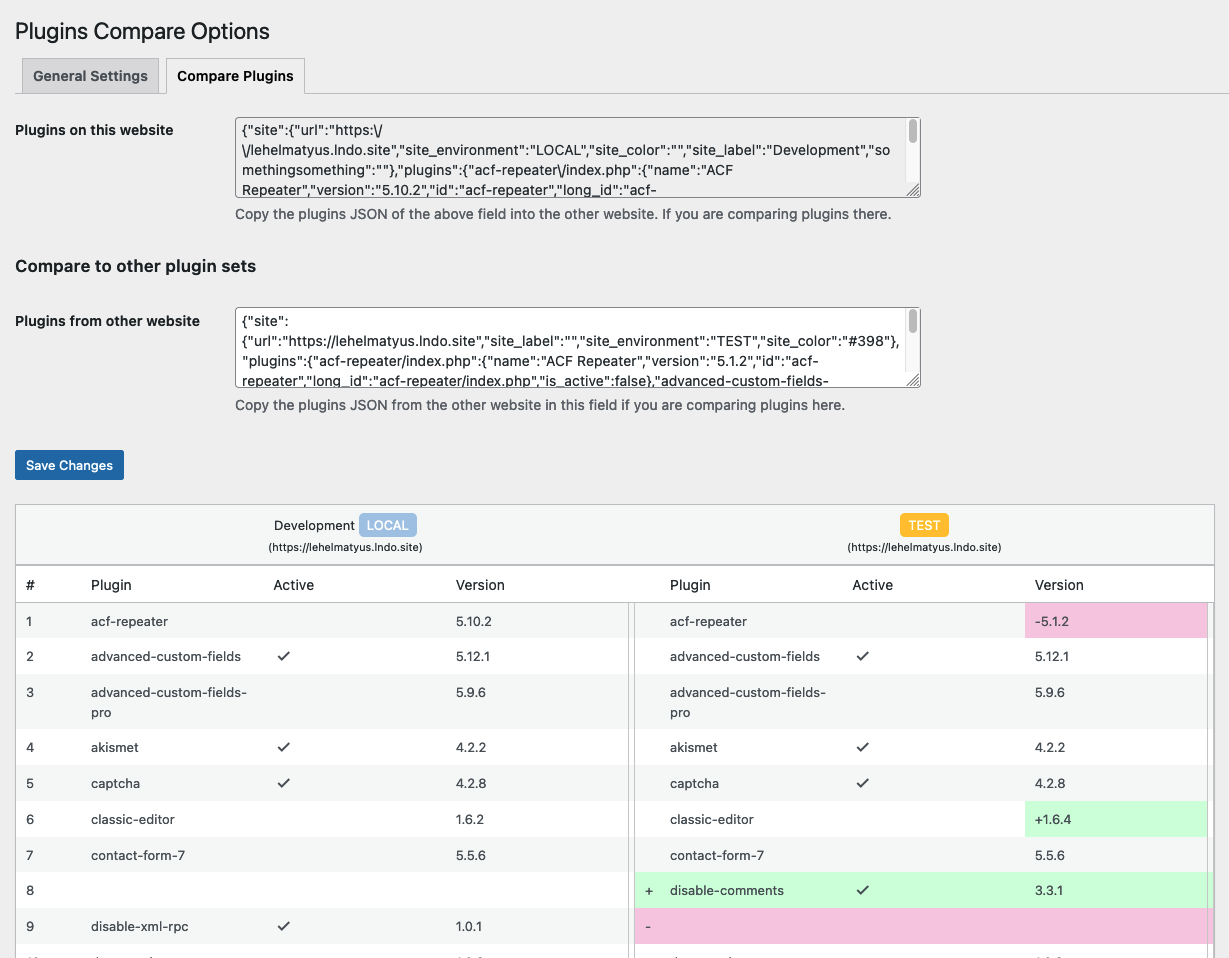 Plugins Compare Options
General Settings
Compare Plugins
Plugins on this website
{"site":{"url":"https:\/
\/lehelmatyus.lndo.site","site_environment":"LOCAL","site_color":"","site_label":"Development","so
methingsomething":""},"plugins":{"acf-repeater\/index.php":{"name":"ACF
Repeater","version":"5.10.2","id":"acf-repeater","long_id":"acf-
Copy the plugins JSON of the above field into the other website. If you are comparing plugins there.
Compare to other plugin sets
Plugins from other website
{"site":
{"url":"https://lehelmatyus.lndo.site","site_label":"","site_environment":"TEST","site_color":"#398"},
"plugins":{"acf-repeater/index.php":{"name":"ACF Repeater","version":"5.1.2","id":"acf-
repeater","long_id":"acf-repeater/index.php","is_active":false},"advanced-custom-fields-
Copy the plugins JSON from the other website in this field if you are comparing plugins here.
Save Changes
Development LOCAL TEST
(https://lehelmatyus.lndo.site) (https://lehelmatyus.lndo.site)
# Plugin Active Version Plugin Active Version
1 acf-repeater 5.10.2 acf-repeater -5.1.2
2 advanced-custom-fields ✓ 5.12.1 advanced-custom-fields ✓ 5.12.1
3 advanced-custom-fields- 5.9.6 advanced-custom-fields- 5.9.6
pro pro
4 akismet ✓ 4.2.2 akismet ✓ 4.2.2
5 captcha ✓ 4.2.8 captcha ✓ 4.2.8
6 classic-editor 1.6.2 classic-editor +1.6.4
7 contact-form-7 5.5.6 contact-form-7 5.5.6
8 + disable-comments ✓ 3.3.1
9 disable-xml-rpc ✓ 1.0.1 -